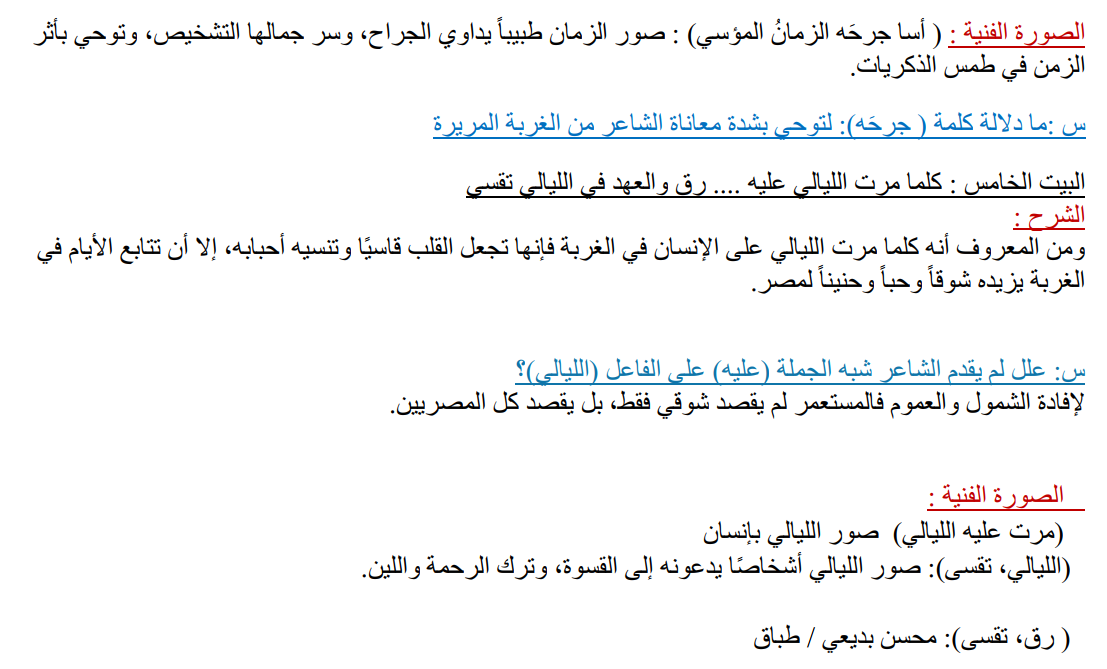 الصورة الفنية : ( أسا جرحَه الزمانُ المؤسي) : صور الزمان طبيباً يداوي الجراح، وسر جمالها التشخيص، وتوحي بأثر
الزمن في طمس الذكريات.
س :ما دلالة كلمة ( جرحَه): لتوحي بشدة معاناة الشاعر من الغربة المريرة
البيت الخامس : كلما مرت الليالي عليه .... رق والعهد في الليالي تقسي
الشرح :
ومن المعروف أنه كلما مرت الليالي على الإنسان في الغربة فإنها تجعل القلب قاسيًا وتنسيه أحبابه، إلا أن تتابع الأيام في
الغربة يزيده شوقاً وحباً وحنيناً لمصر.
س: علل لم يقدم الشاعر شبه الجملة (عليه) على الفاعل (الليالي)؟
لإفادة الشمول والعموم فالمستعمر لم يقصد شوقي فقط، بل يقصد كل المصريين.
الصورة الفنية :
(مرت عليه الليالي) صور الليالي بإنسان
(الليالي، تقسى): صور الليالي أشخاصًا يدعونه إلى القسوة، وترك الرحمة واللين.
( رق، تقسى): محسن بديعي / طباق